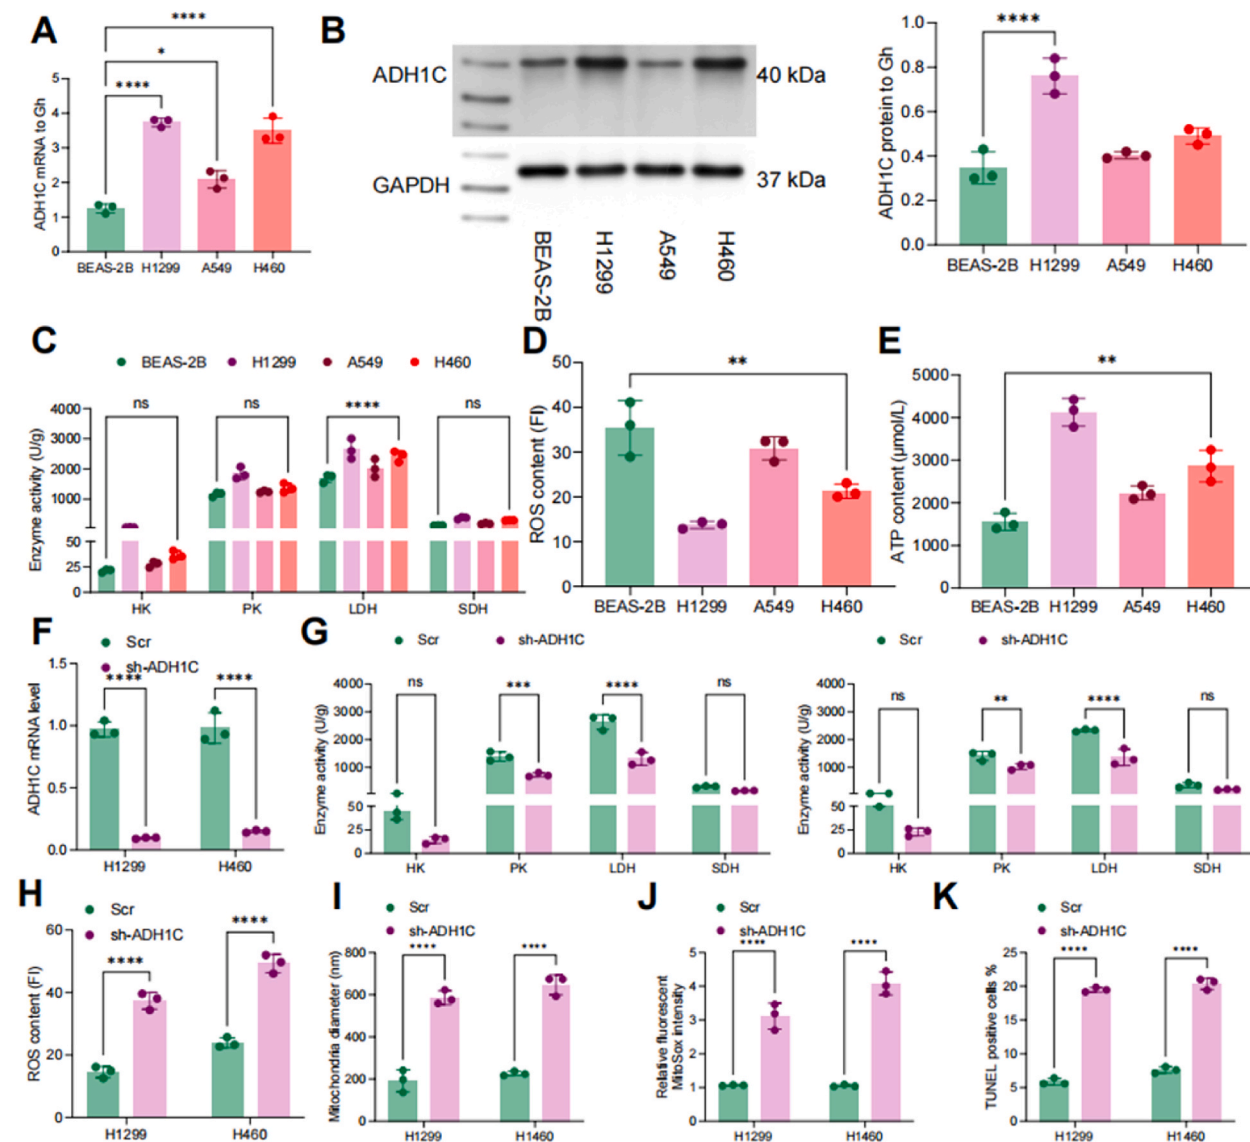 A
****
*
****
ADH1C mRNA to Gh
5
4
3
2
1
0
BEAS-2B H1299 A549 H460
B
ADH1C
40 kDa
GAPDH
37 kDa
BEAS-2B
H1299
A549
H460
****
ADH1C protein to Gh
1.0
0.8
0.6
0.4
0.2
0.0
BEAS-2B H1299 A549 H460
C
BEAS-2B H1299 A549 H460
ns ns **** ns
Enzyme activity (U/g)
4000
3000
2000
1000
50
25
0
HK PK LDH SDH
D
**
ROS content (FI)
50
40
30
20
10
0
BEAS-2B H1299 A549 H460
E
**
ATP content (μmol/L)
5000
4000
3000
2000
1000
0
BEAS-2B H1299 A549 H460
F
Scr
sh-ADH1C
**** ****
ADH1C mRNA level
1.5
1.0
0.5
0.0
H1299 H460
G
Scr sh-ADH1C
ns *** **** ns
Enzyme activity (U/g)
4000
3000
2000
1000
50
25
0
HK PK LDH SDH
Scr sh-ADH1C
ns ** **** ns
Enzyme activity (U/g)
4000
3000
2000
1000
50
25
0
HK PK LDH SDH
H
Scr
sh-ADH1C
**** ****
ROS content (FI)
60
40
20
0
H1299 H460
I
Scr
sh-ADH1C
**** ****
Mitochondria diameter (nm)
800
600
400
200
0
H1299 H1460
J
Scr
sh-ADH1C
**** ****
Relative fluorescent
MitoSox intensity
5
4
3
2
1
0
H1299 H1460
K
Scr
sh-ADH1C
**** ****
TUNEL positive cells %
25
20
15
10
5
0
H1299 H1460